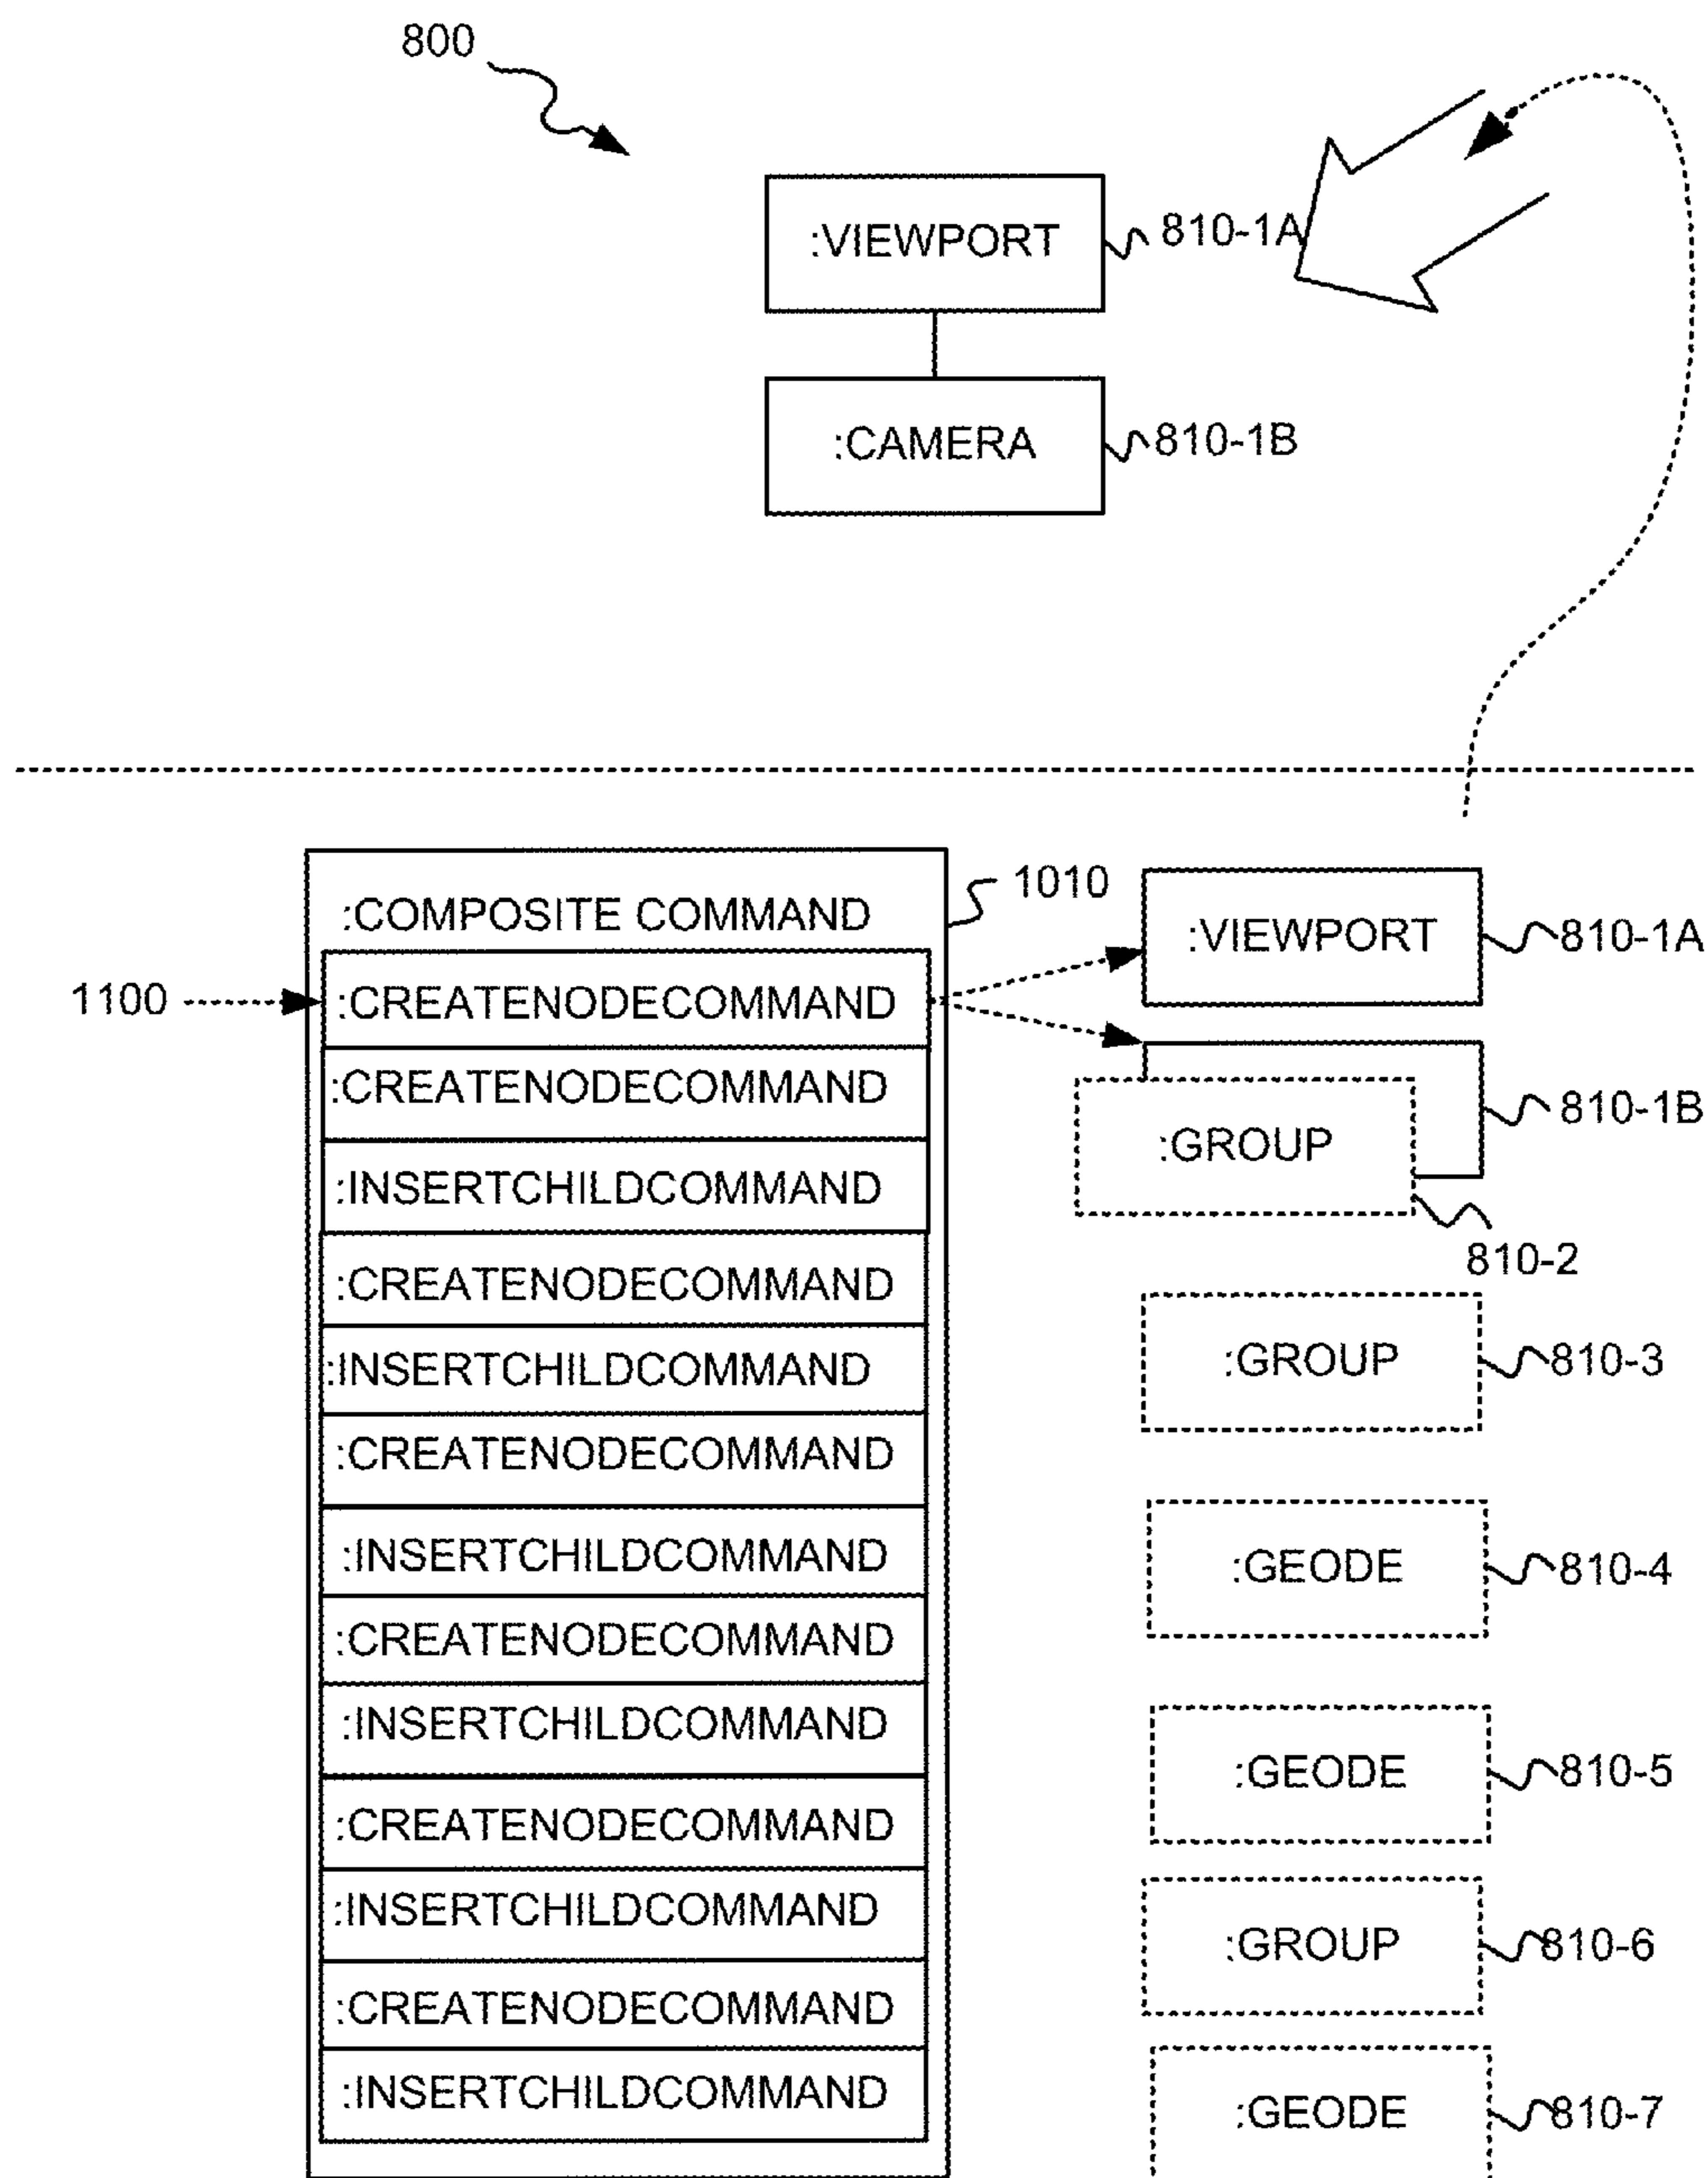 800
:VIEWPORT
810-1A
:CAMERA
810-1B
:COMPOSITE COMMAND
1010
1100
:CREATENODECOMMAND
:CREATENODECOMMAND
:INSERTCHILDCOMMAND
:CREATENODECOMMAND
:INSERTCHILDCOMMAND
:CREATENODECOMMAND
:INSERTCHILDCOMMAND
:CREATENODECOMMAND
:INSERTCHILDCOMMAND
:CREATENODECOMMAND
:INSERTCHILDCOMMAND
:CREATENODECOMMAND
:INSERTCHILDCOMMAND
:VIEWPORT
810-1A
810-1B
:GROUP
810-2
:GROUP
810-3
:GEODE
810-4
:GEODE
810-5
:GROUP
810-6
:GEODE
810-7